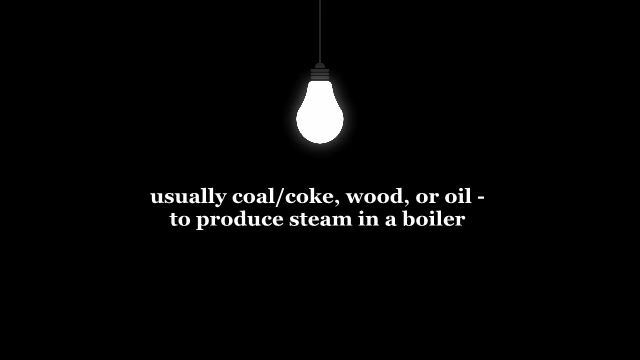 usually coal/coke, wood, or oil -
to produce steam in a boiler